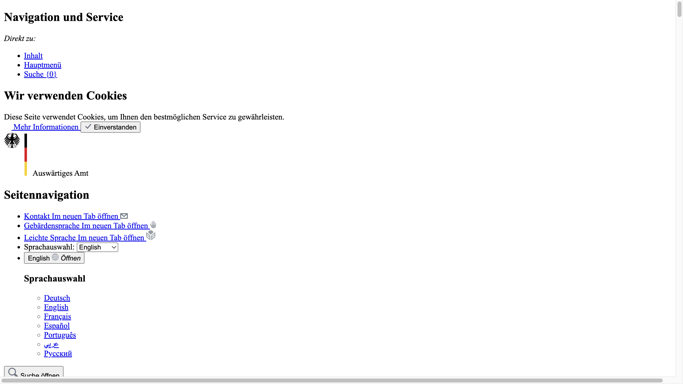 Navigation und Service
Direkt zu:
Inhalt
Hauptmenü
Suche {0}
Wir verwenden Cookies
Diese Seite verwendet Cookies, um Ihnen den bestmöglichen Service zu gewährleisten.
Mehr Informationen Einverstanden
Auswärtiges Amt
Seitennavigation
Kontakt Im neuen Tab öffnen
Gebärdensprache Im neuen Tab öffnen
Leichte Sprache Im neuen Tab öffnen
Sprachauswahl: English
English Öffnen
Sprachauswahl
Deutsch
English
Français
Español
Português
عربي
Русский
Suche öffnen